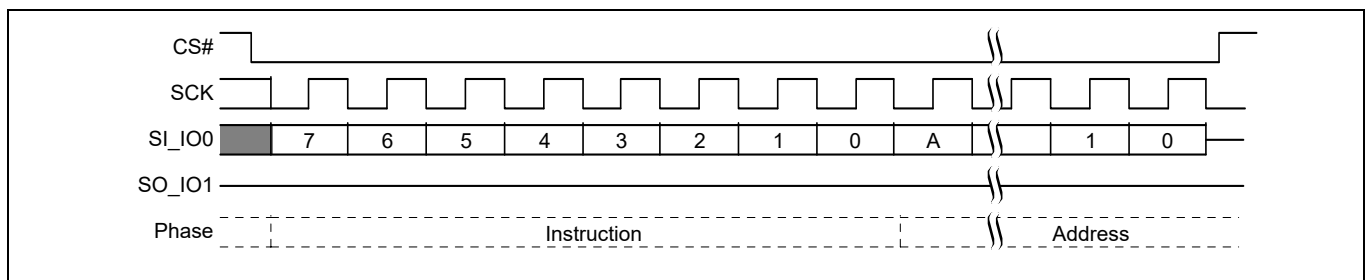 CS#
SCK
SI_IO0 7 6 5 4 3 2 1 0 A 1 0
SO_IO1
Phase Instruction Address